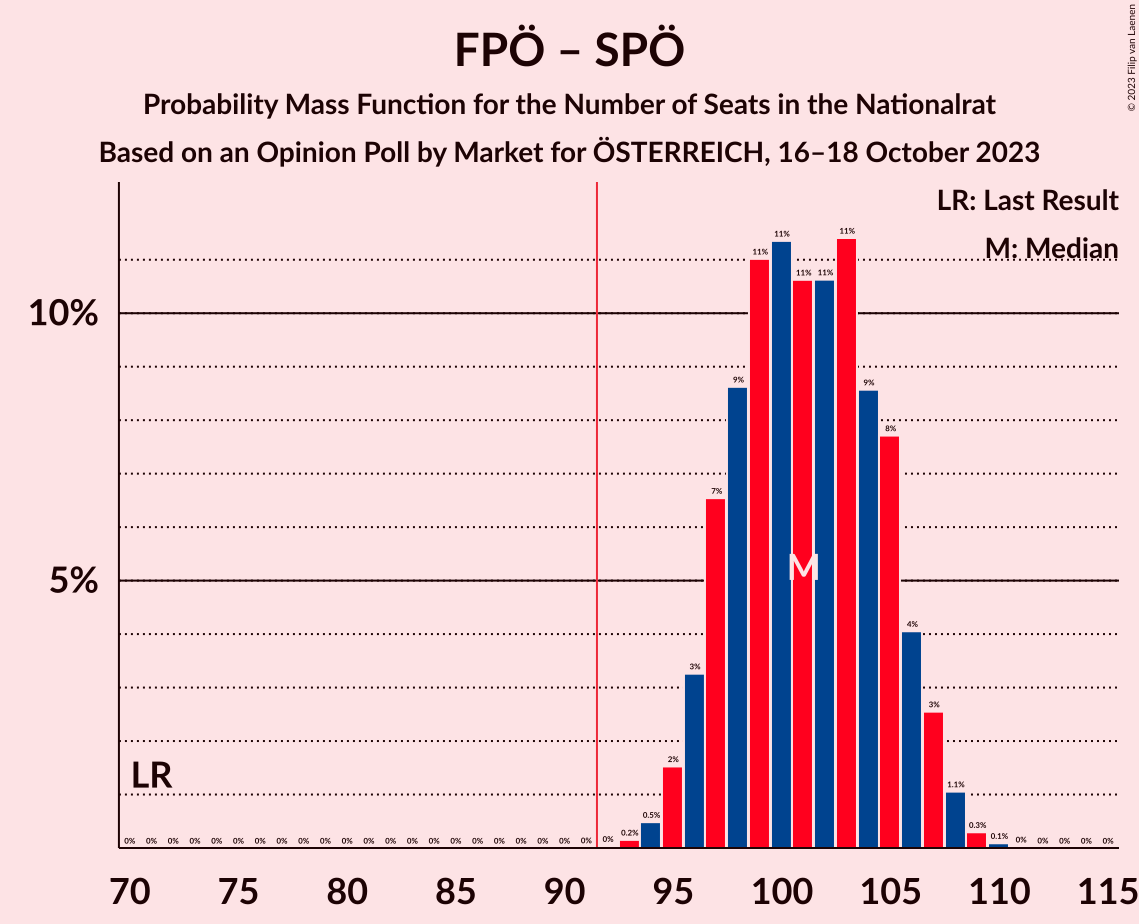 FPÖ – SPÖ
Probability Mass Function for the Number of Seats in the Nationalrat
Based on an Opinion Poll by Market for ÖSTERREICH, 16–18 October 2023
© 2023 Filip van Laenen
LR: Last Result
M: Median
10%
5%
LR
M
0% 0% 0% 0% 0% 0% 0% 0% 0% 0% 0% 0% 0% 0% 0% 0% 0% 0% 0% 0% 0% 0% 0% 0.2% 0.5% 2% 3% 7% 9% 11% 11% 11% 11% 11% 9% 8% 4% 3% 1.1% 0.3% 0.1% 0% 0% 0% 0% 0%
70 75 80 85 90 95 100 105 110 115